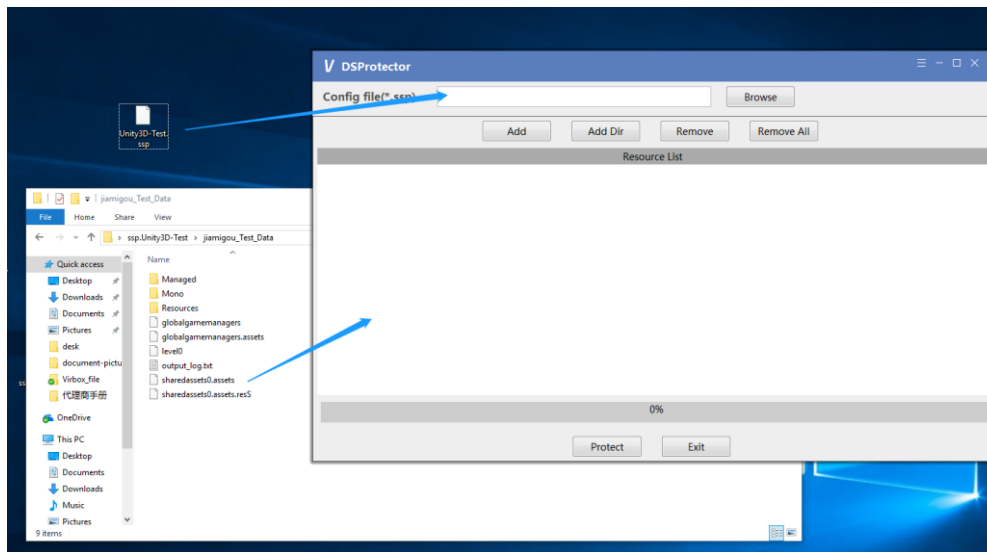 Unity3D-Test.
ssp
V DSProtector
Config file(*.ssp)
Browse
Add
Add Dir
Remove
Remove All
Resource List
0%
Protect
Exit
jiamigou_Test_Data
File
Home
Share
View
ssp.Unity3D-Test
jiamigou_Test_Data
Quick access
Desktop
Downloads
Documents
Pictures
desk
document-pictu
Virbox_file
代理商手册
OneDrive
This PC
Desktop
Documents
Downloads
Music
Pictures
Name
Managed
Mono
Resources
globalgamemanagers
globalgamemanagers.assets
level0
output_log.txt
sharedassets0.assets
sharedassets0.assets.resS
9 items